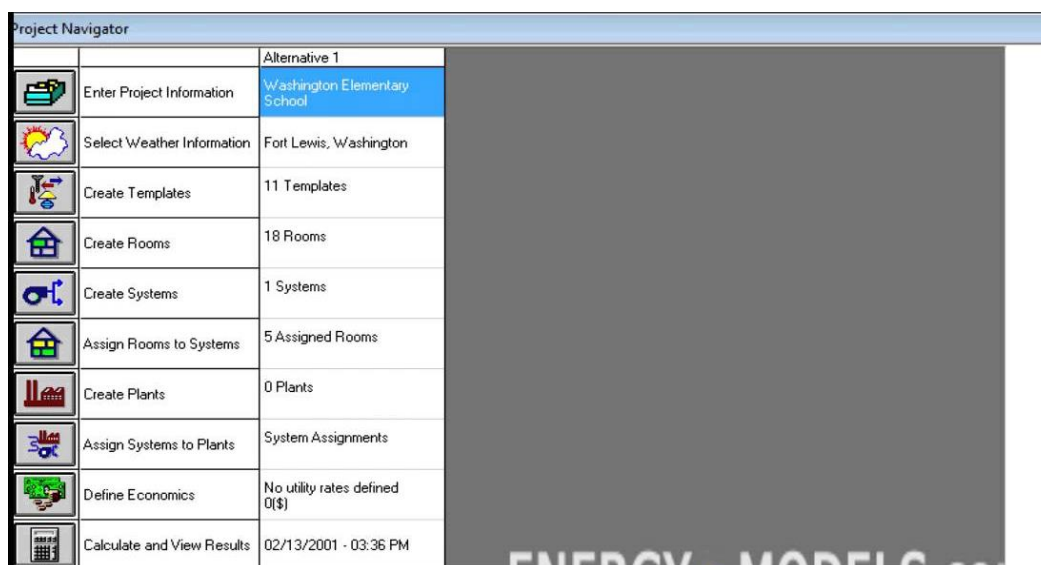 Project Navigator
Alternative 1
Enter Project Information
Washington Elementary
School
Select Weather Information
Fort Lewis, Washington
Create Templates
11 Templates
Create Rooms
18 Rooms
Create Systems
1 Systems
Assign Rooms to Systems
5 Assigned Rooms
Create Plants
0 Plants
Assign Systems to Plants
System Assignments
Define Economics
No utility rates defined
0($)
Calculate and View Results
02/13/2001 - 03:36 PM
ENERGY - MODELS.co